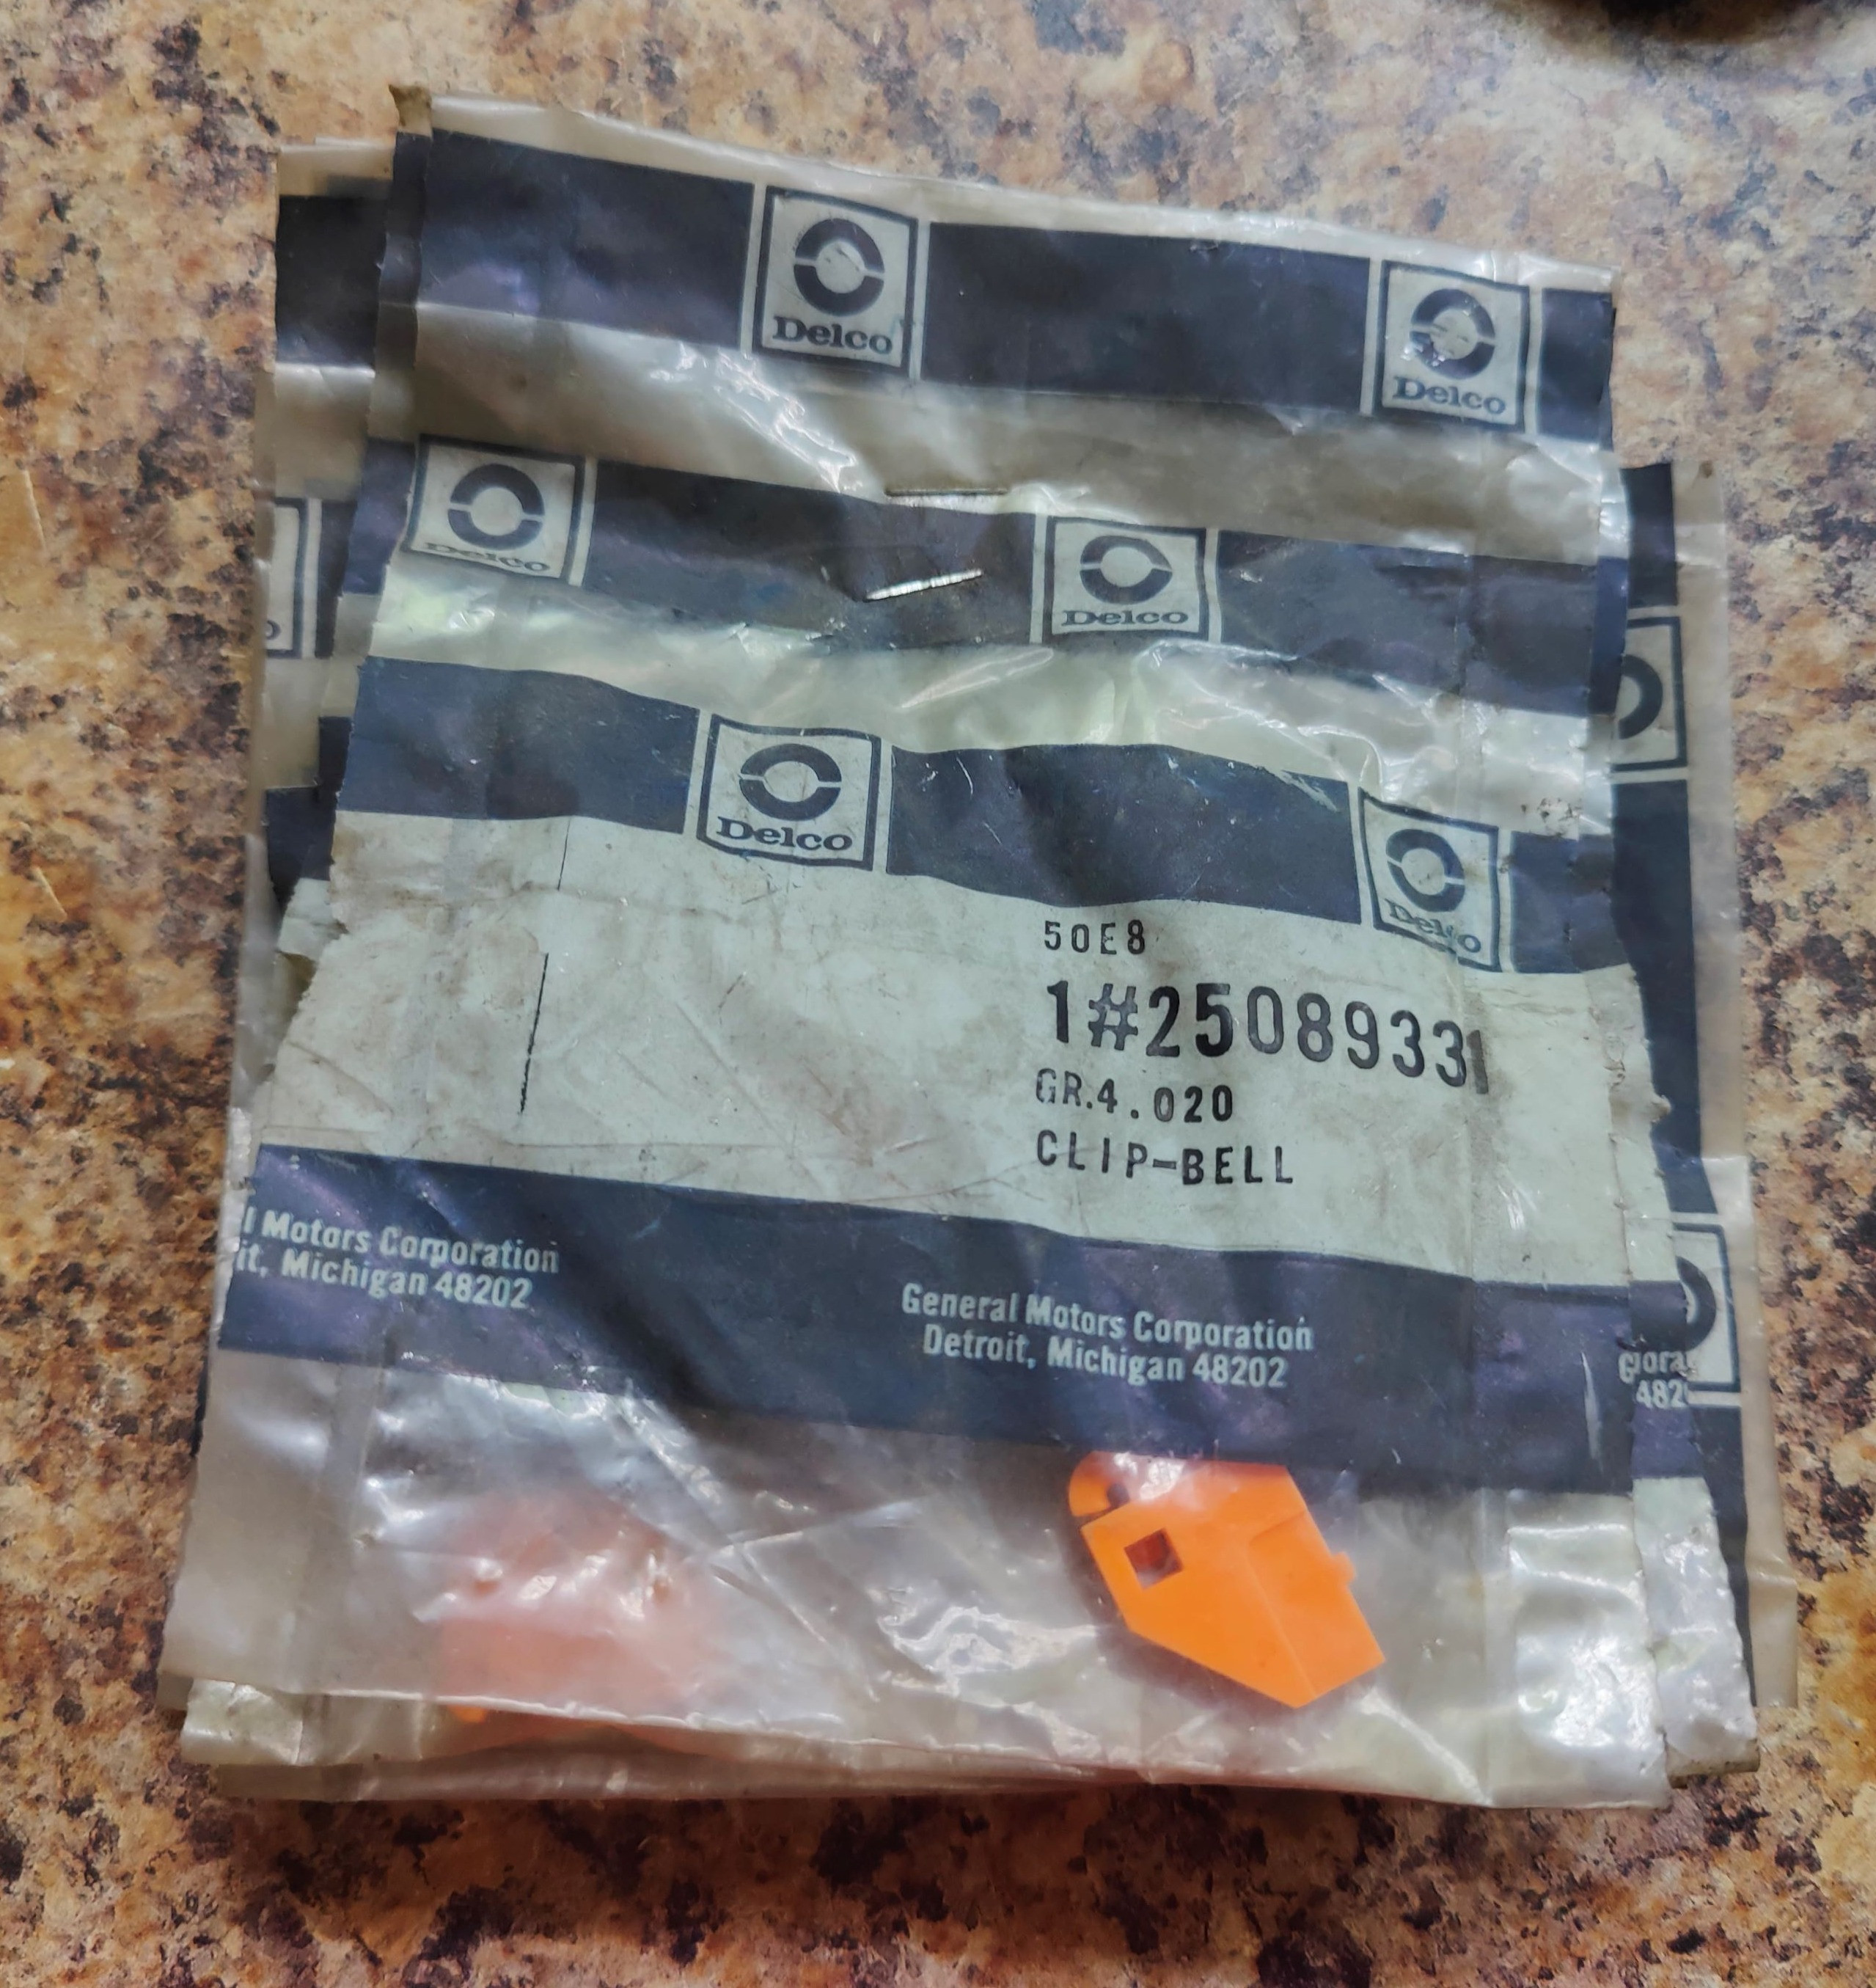 Delco
Delco
Delco
Delco
Delco
Delco
50E8
1#25089331
GR.4.020
CLIP-BELL
l Motors Corporation
it, Michigan 48202
General Motors Corporation
Detroit, Michigan 48202